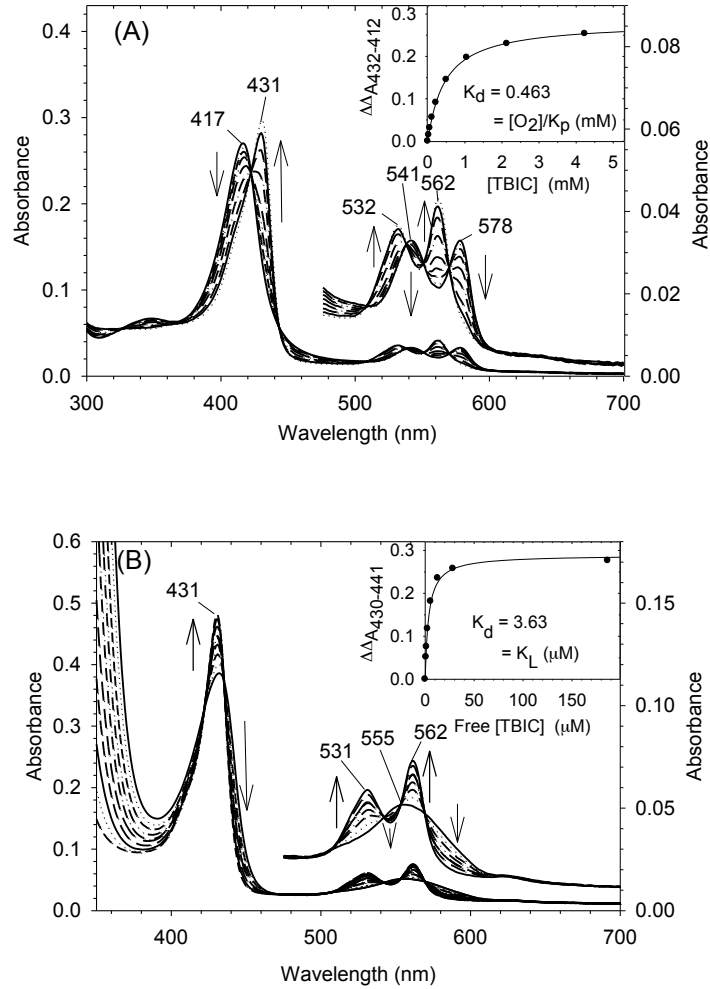 (A)
0.4
0.3
0.2
0.1
0.0
Absorbance
417
431
532
541
562
578
0.3
0.2
0.1
0.0
ΔΔA432-412
K_d = 0.463
= [O_2]/K_p (mM)
0 1 2 3 4 5
[TBIC] (mM)
0.08
0.06
0.04
0.02
0.00
Absorbance
300 400 500 600 700
Wavelength (nm)
(B)
0.6
0.5
0.4
0.3
0.2
0.1
0.0
Absorbance
431
531
555
562
0.3
0.2
0.1
0.0
ΔΔA430-441
K_d = 3.63
= K_L (μM)
0 50 100 150
Free [TBIC] (μM)
0.15
0.10
0.05
0.00
Absorbance
400 500 600 700
Wavelength (nm)